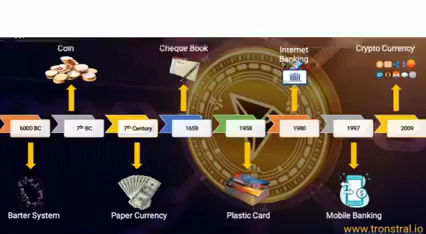 Coin
Cheque Book
Internet
Banking
Crypto Currency
6000 BC
7th BC
7th Century
1659
1958
1980
1997
2009
Barter System
Paper Currency
Plastic Card
Mobile Banking
www.tronstral.io